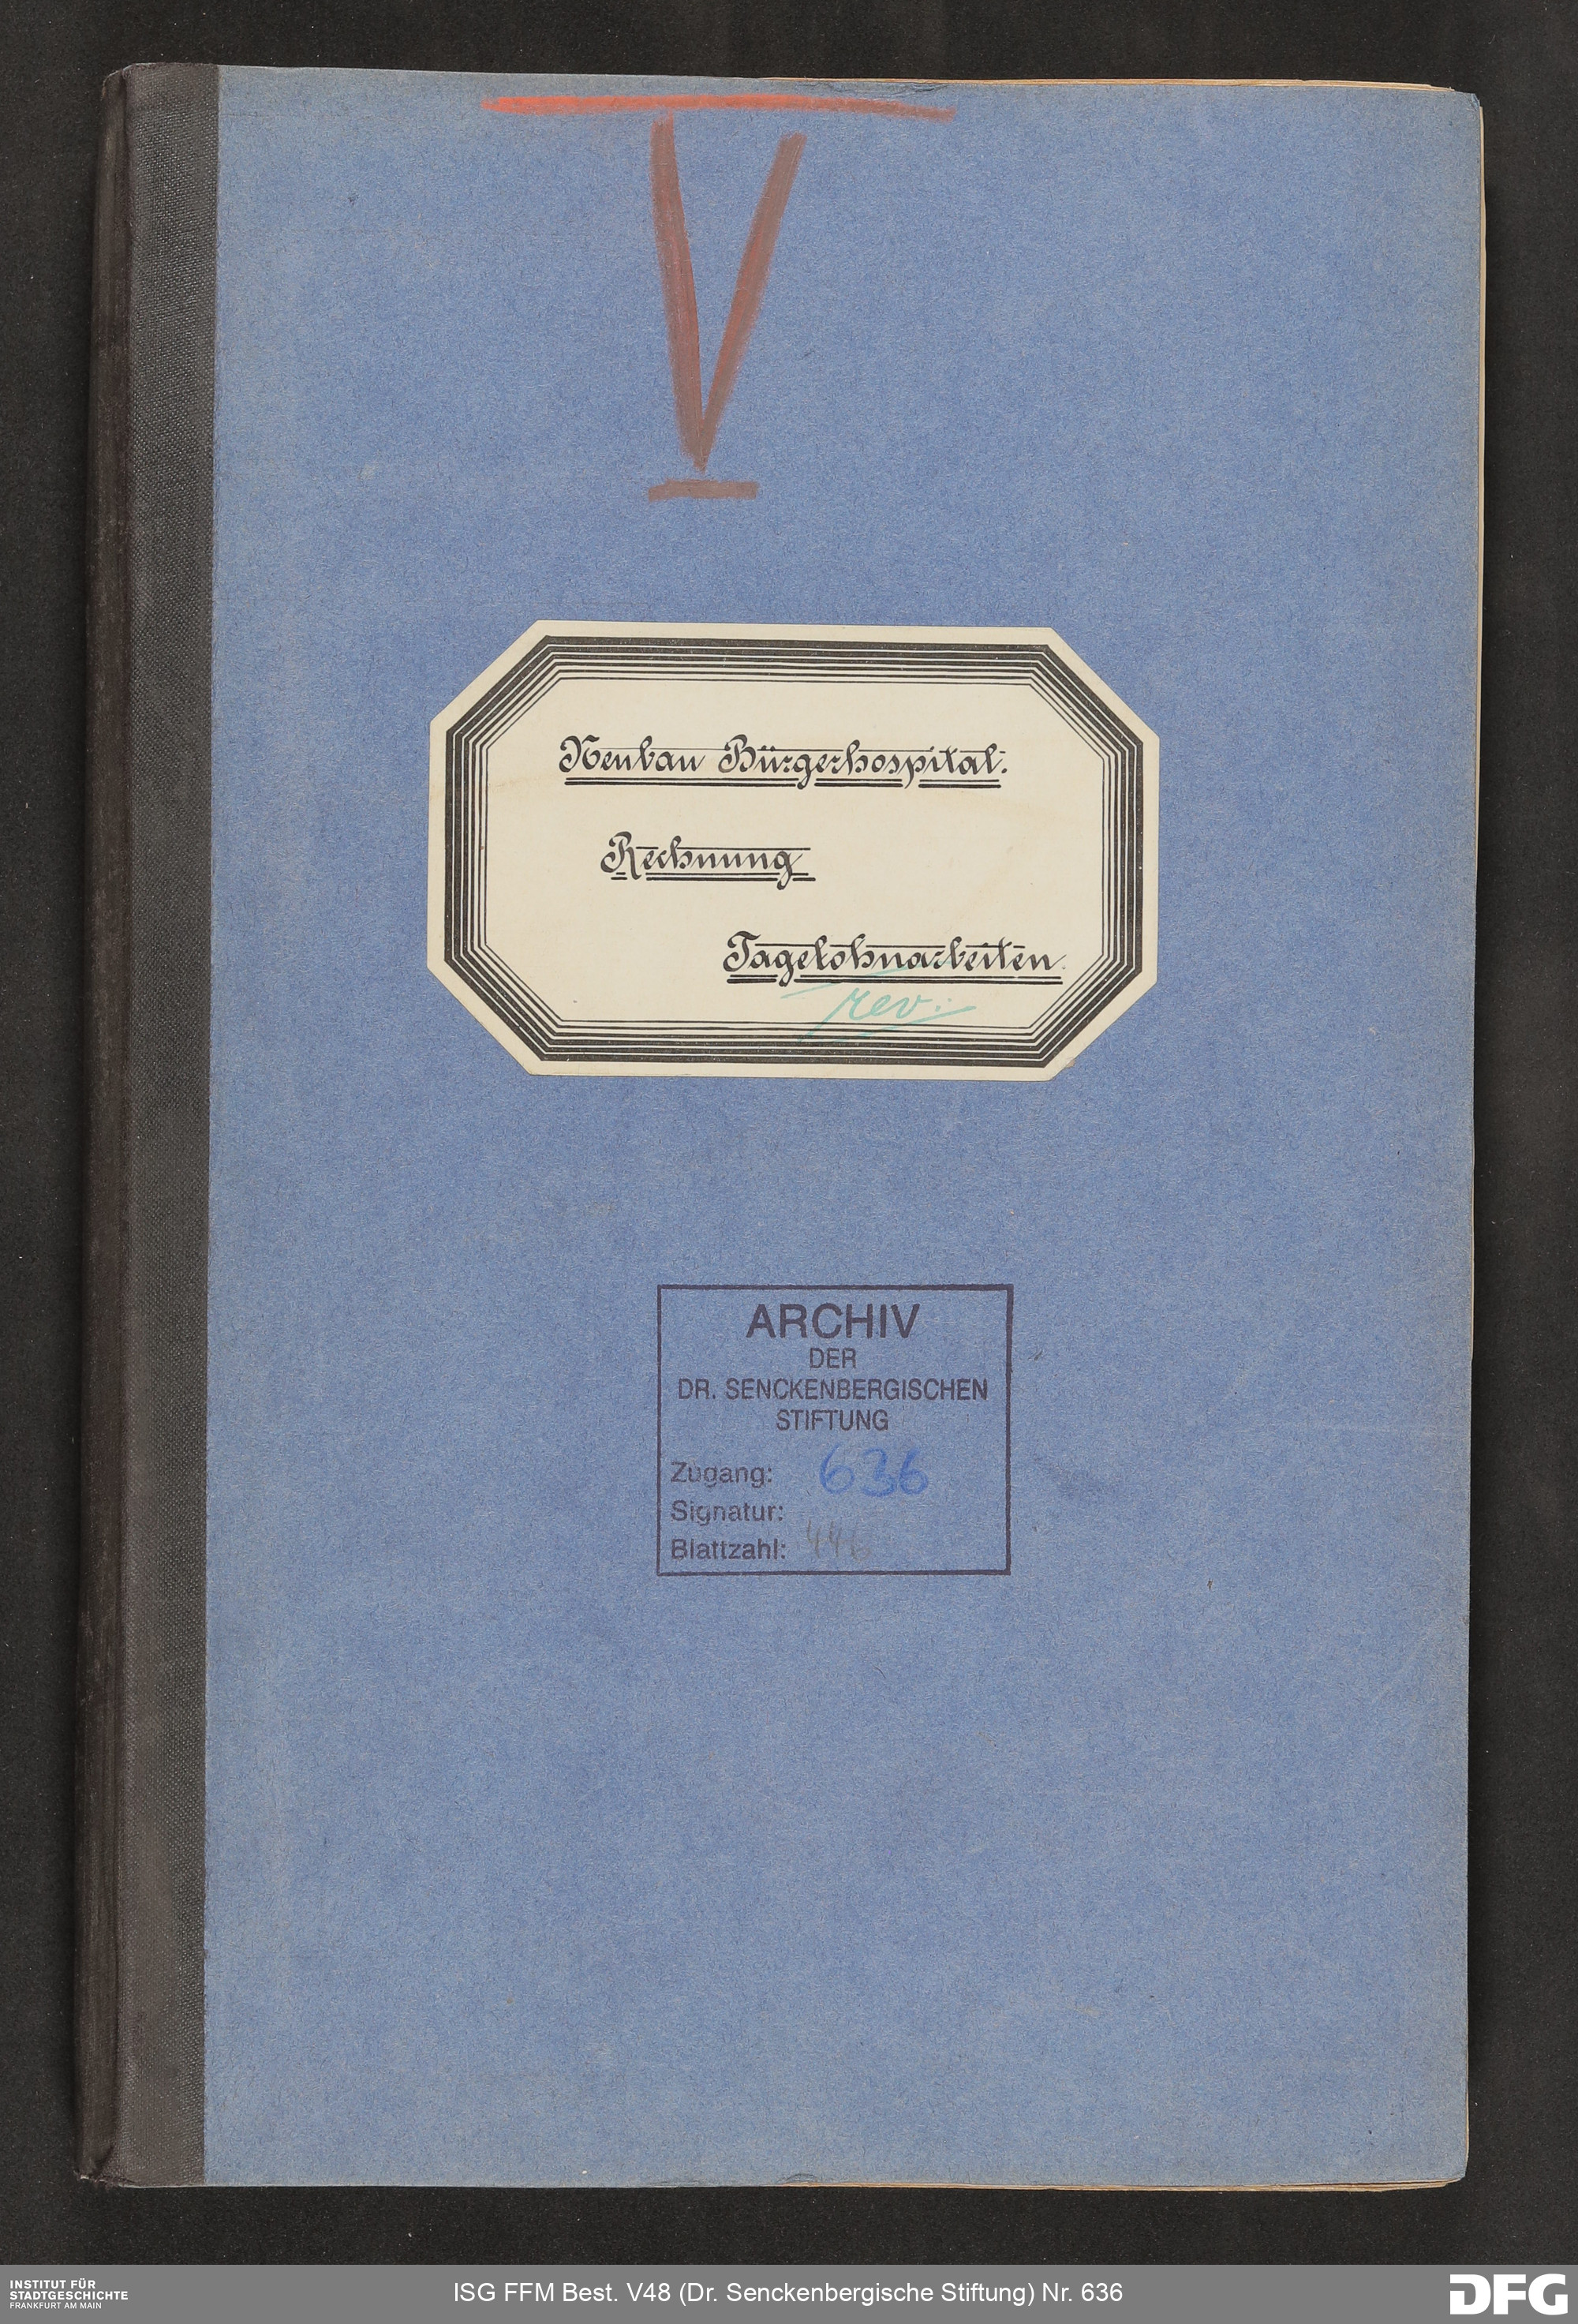 V
Neubau Bürgerhospital.
Rechnung
Tagelohnarbeiten.
rev:
ARCHIV
DER
DR. SENCKENBERGISCHEN
STIFTUNG
Zugang: 636
Signatur:
Blattzahl: 446
INSTITUT FÜR
STADTGESCHICHTE
FRANKFURT AM MAIN
ISG FFM Best. V48 (Dr. Senckenbergische Stiftung) Nr. 636
DFG